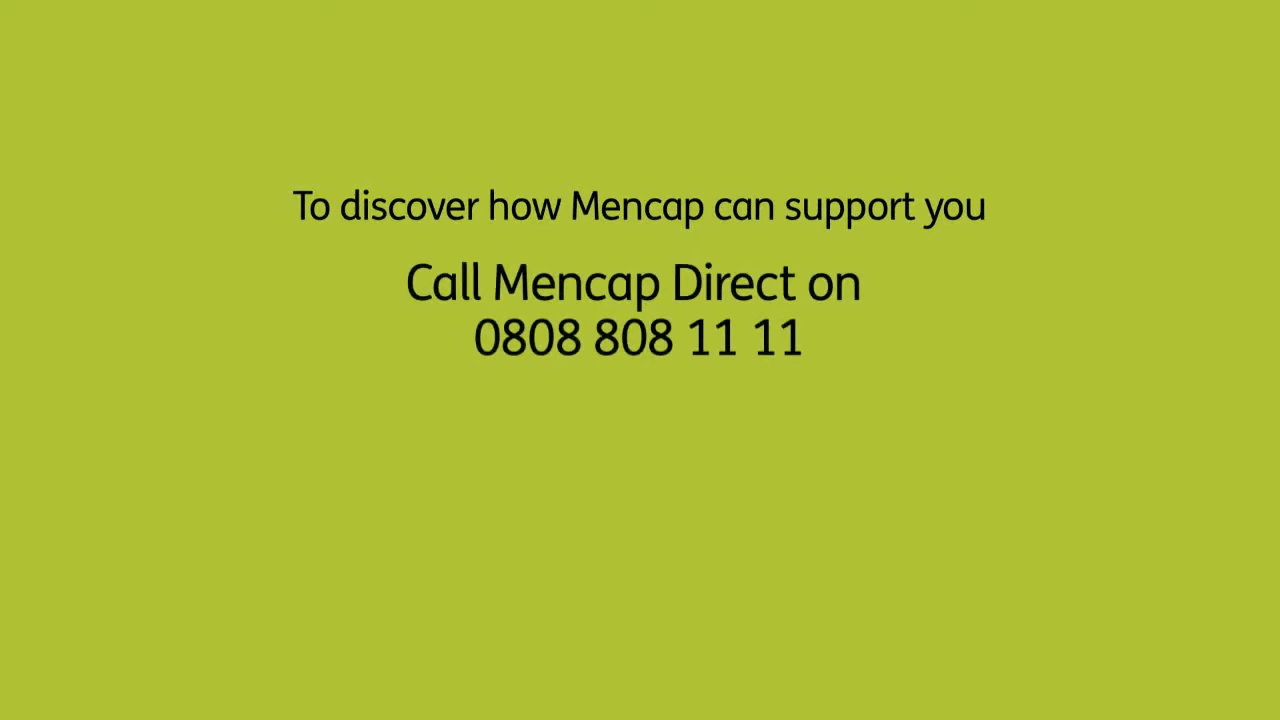 To discover how Mencap can support you
Call Mencap Direct on
0808 808 11 11